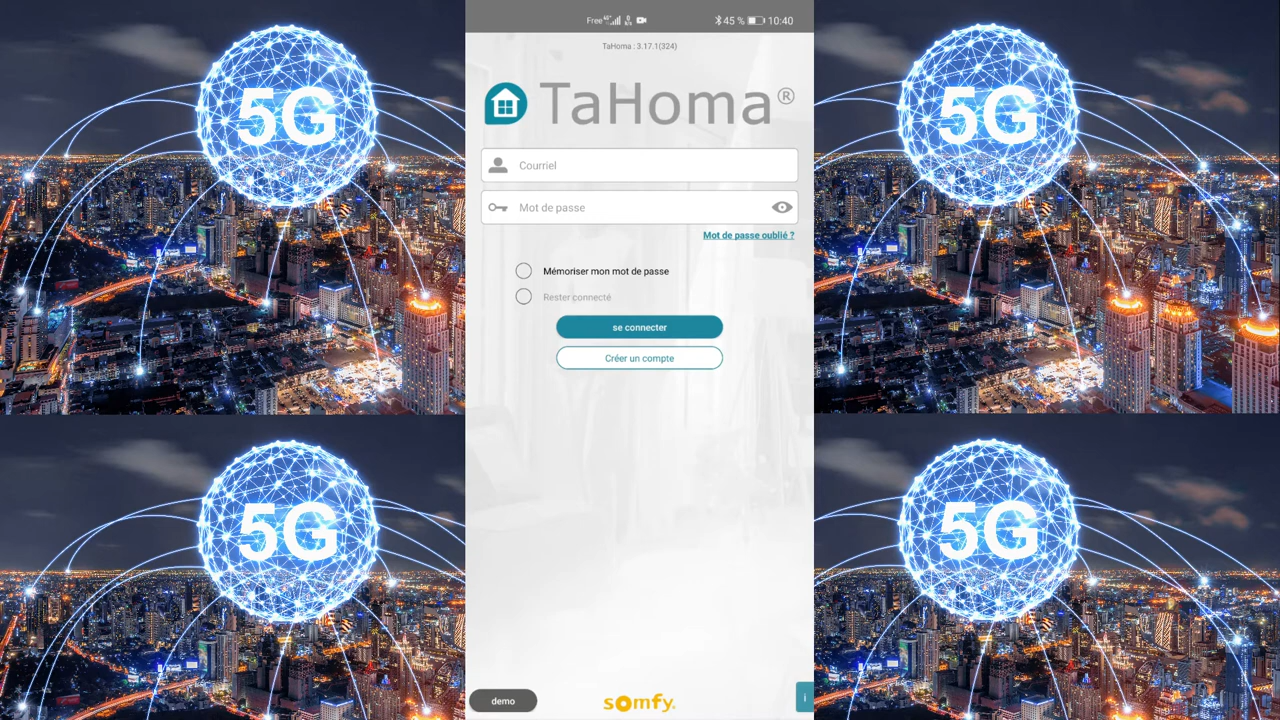 Free 4G 45 % 10:40
TaHoma : 3.17.1(324)
TaHoma®
Courriel
Mot de passe
Mot de passe oublié ?
Mémoriser mon mot de passe
Rester connecté
se connecter
Créer un compte
demo
somfy.
i
5G
5G
5G
5G